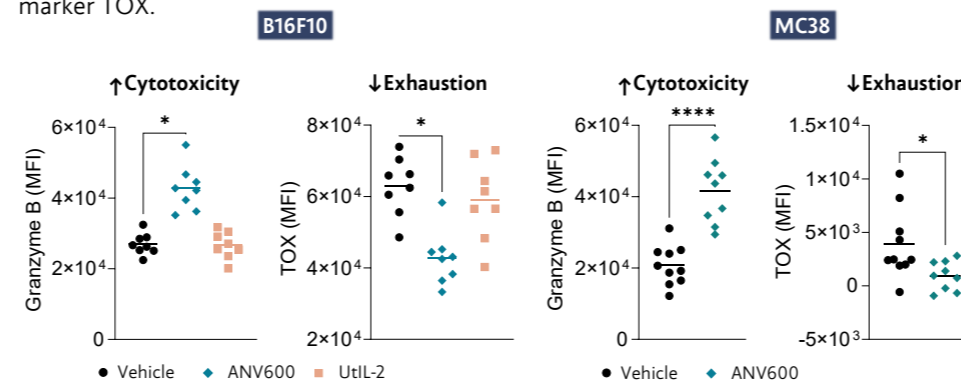 marker TOX.
B16F10
MC38
↑Cytotoxicity
↓Exhaustion
↑Cytotoxicity
↓Exhaustion
Granzyme B (MFI)
6×10⁴
4×10⁴
2×10⁴
0
*
TOX (MFI)
8×10⁴
6×10⁴
4×10⁴
2×10⁴
*
Granzyme B (MFI)
6×10⁴
4×10⁴
2×10⁴
0
****
TOX (MFI)
1.5×10⁴
1×10⁴
5×10³
0
-5×10³
*
Vehicle ANV600 UtIL-2
Vehicle ANV600